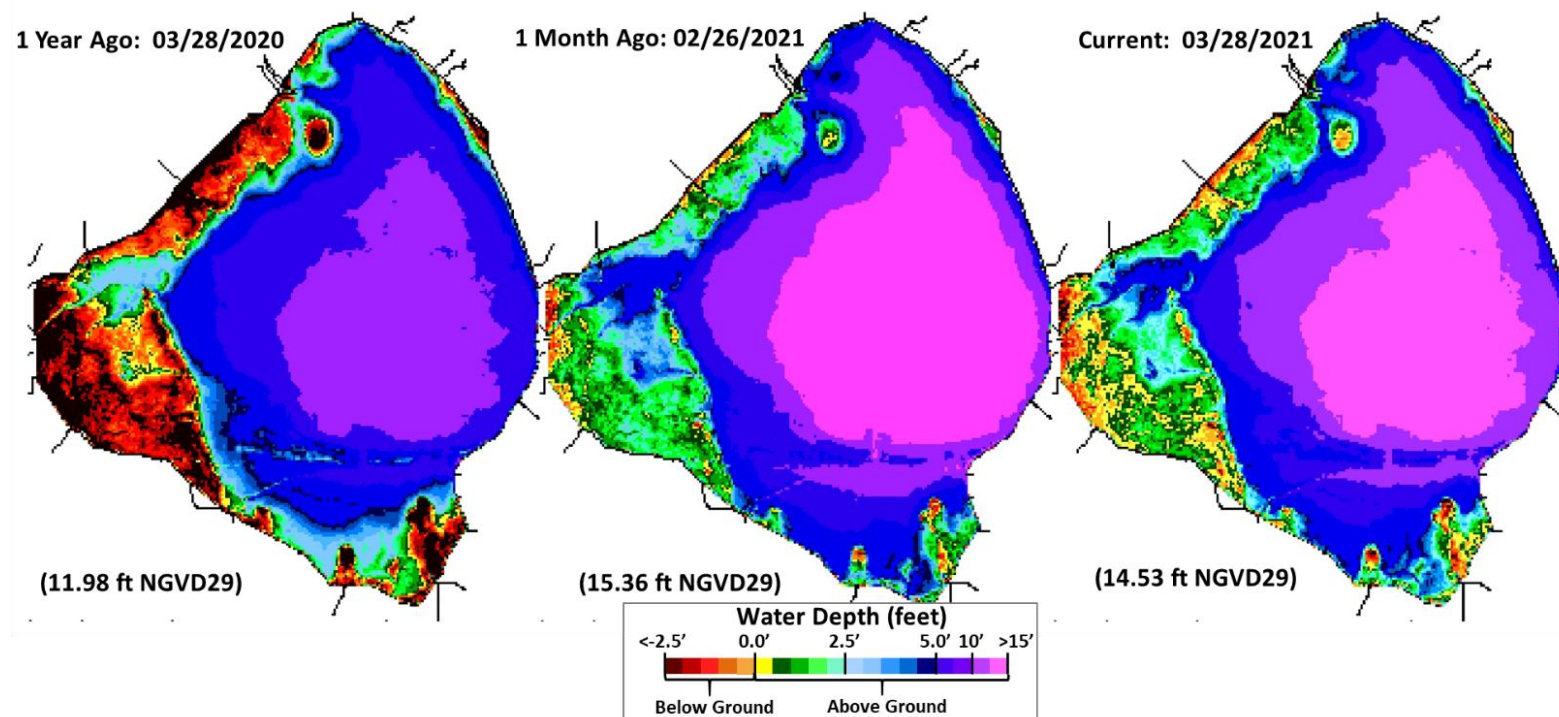 1 Year Ago: 03/28/2020
1 Month Ago: 02/26/2021
Current: 03/28/2021
(11.98 ft NGVD29)
(15.36 ft NGVD29)
(14.53 ft NGVD29)
Water Depth (feet)
<-2.5' 0.0' 2.5' 5.0' 10' >15'
Below Ground Above Ground